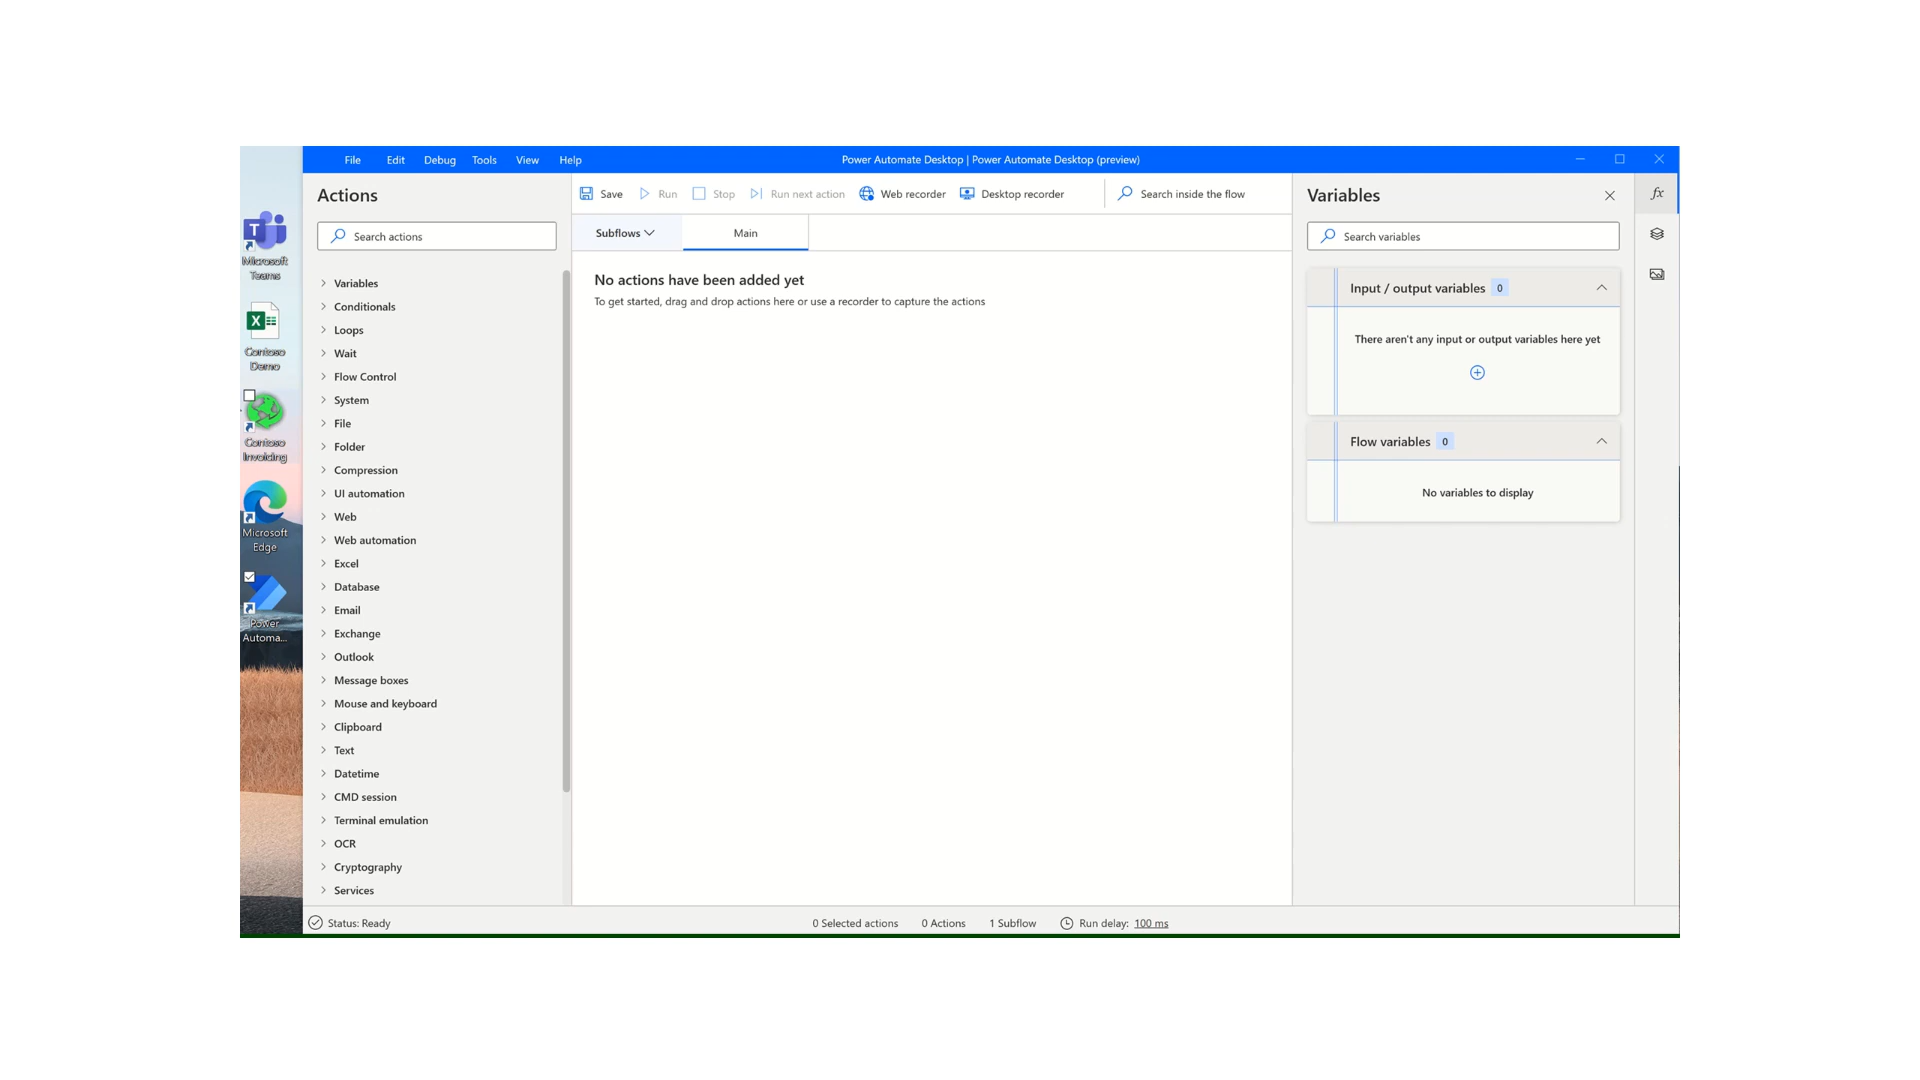 File Edit Debug Tools View Help
Power Automate Desktop | Power Automate Desktop (preview)
Microsoft
Teams
Contoso
Demo
Contoso
Invoicing
Microsoft
Edge
Power
Automa...
Actions
Search actions
Variables
Conditionals
Loops
Wait
Flow Control
System
File
Folder
Compression
UI automation
Web
Web automation
Excel
Database
Email
Exchange
Outlook
Message boxes
Mouse and keyboard
Clipboard
Text
Datetime
CMD session
Terminal emulation
OCR
Cryptography
Services
Save Run Stop Run next action Web recorder Desktop recorder Search inside the flow
Subflows Main
No actions have been added yet
To get started, drag and drop actions here or use a recorder to capture the actions
Variables
Search variables
Input / output variables 0
There aren't any input or output variables here yet
Flow variables 0
No variables to display
fx
Status: Ready 0 Selected actions 0 Actions 1 Subflow Run delay: 100 ms